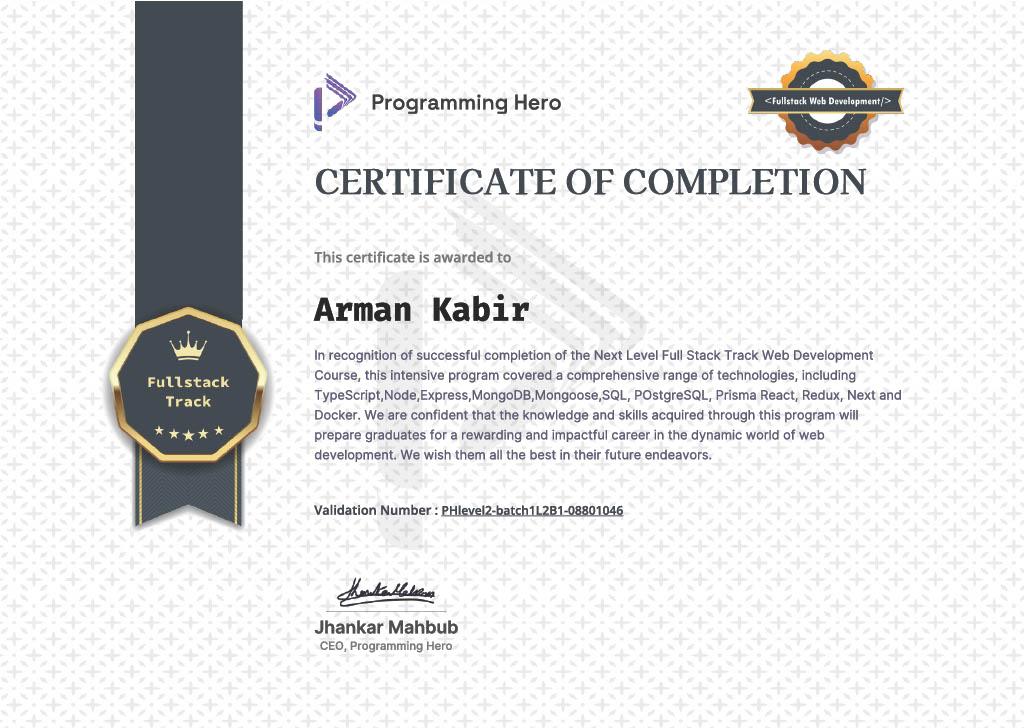 Programming Hero
<Fullstack Web Development/>
CERTIFICATE OF COMPLETION
This certificate is awarded to
Arman Kabir
In recognition of successful completion of the Next Level Full Stack Track Web Development
Course, this intensive program covered a comprehensive range of technologies, including
TypeScript,Node,Express,MongoDB,Mongoose,SQL, POstgreSQL, Prisma React, Redux, Next and
Docker. We are confident that the knowledge and skills acquired through this program will
prepare graduates for a rewarding and impactful career in the dynamic world of web
development. We wish them all the best in their future endeavors.
Fullstack
Track
Validation Number : PHlevel2-batch1L2B1-08801046
Jhankar Mahbub
CEO, Programming Hero